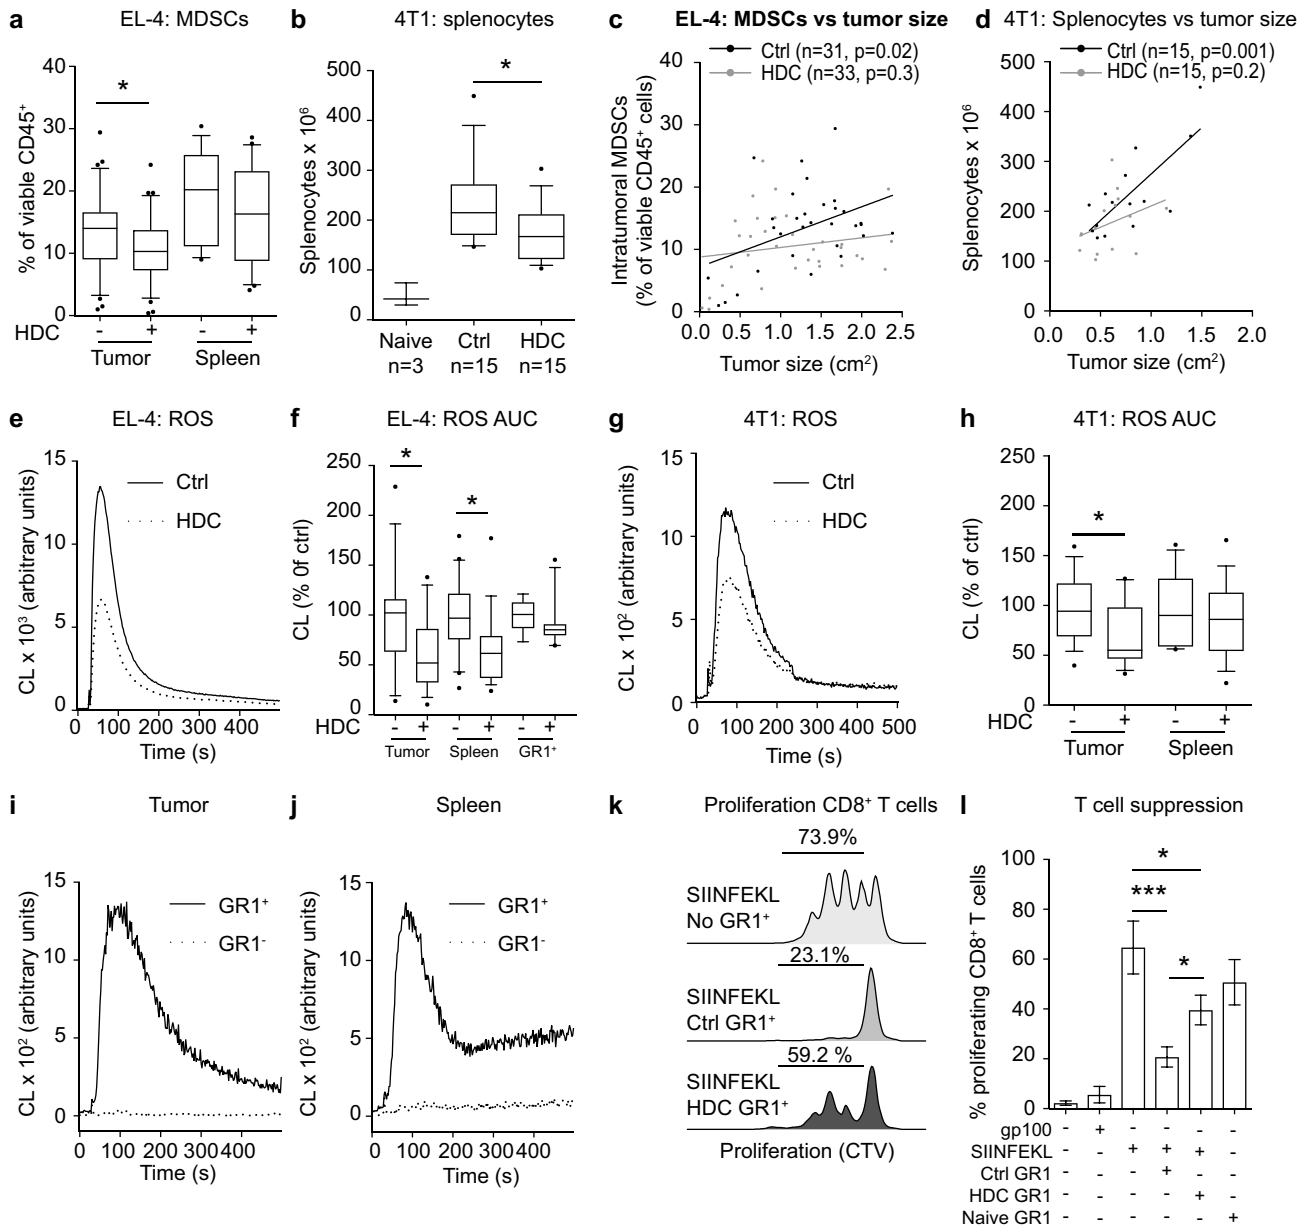 a EL-4: MDSCs
% of viable CD45⁺
40
30
20
10
0
*
HDC - + - +
Tumor Spleen
b 4T1: splenocytes
Splenocytes x 10⁶
500
400
300
200
100
0
*
Naive Ctrl HDC
n=3 n=15 n=15
c EL-4: MDSCs vs tumor size
Ctrl (n=31, p=0.02)
HDC (n=33, p=0.3)
Intratumoral MDSCs
(% of viable CD45⁺ cells)
40
30
20
10
0
0.0 0.5 1.0 1.5 2.0 2.5
Tumor size (cm²)
d 4T1: Splenocytes vs tumor size
Ctrl (n=15, p=0.001)
HDC (n=15, p=0.2)
Splenocytes x 10⁶
500
400
300
200
100
0
0.0 0.5 1.0 1.5 2.0
Tumor size (cm²)
e EL-4: ROS
CL x 10³ (arbitrary units)
15
10
5
0
Ctrl
HDC
0 100 200 300 400
Time (s)
f EL-4: ROS AUC
CL (% 0f ctrl)
250
200
150
100
50
0
*
*
HDC - + - + - +
Tumor Spleen GR1⁺
g 4T1: ROS
CL x 10² (arbitrary units)
15
10
5
0
Ctrl
HDC
0 100 200 300 400 500
Time (s)
h 4T1: ROS AUC
CL (% of ctrl)
250
200
150
100
50
0
*
HDC - + - +
Tumor Spleen
i Tumor
CL x 10² (arbitrary units)
15
10
5
0
GR1⁺
GR1⁻
0 100 200 300 400
Time (s)
j Spleen
CL x 10² (arbitrary units)
15
10
5
0
GR1⁺
GR1⁻
0 100 200 300 400
Time (s)
k Proliferation CD8⁺ T cells
73.9%
SIINFEKL
No GR1⁺
23.1%
SIINFEKL
Ctrl GR1⁺
59.2 %
SIINFEKL
HDC GR1⁺
Proliferation (CTV)
l T cell suppression
% proliferating CD8⁺ T cells
100
80
60
40
20
0
*
***
*
gp100 - + - - - -
SIINFEKL - - + + + -
Ctrl GR1 - - - + - -
HDC GR1 - - - - + -
Naive GR1 - - - - - +